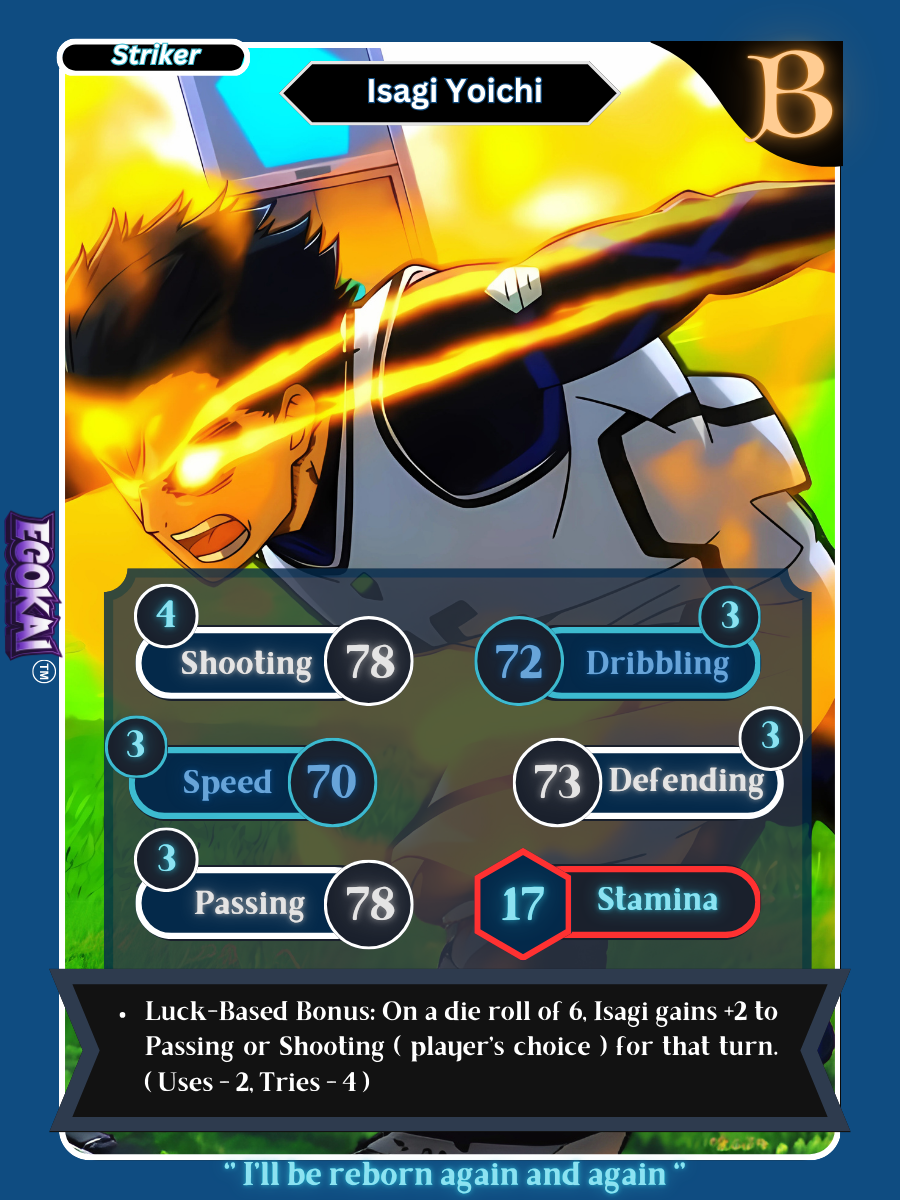 Striker
Isagi Yoichi
B
EGOKAI
TM
4
Shooting 78
3
72 Dribbling
3
Speed 70
3
73 Defending
3
Passing 78
17 Stamina
• Luck-Based Bonus: On a die roll of 6, Isagi gains +2 to
Passing or Shooting ( player's choice ) for that turn.
( Uses - 2, Tries - 4 )
" I'll be reborn again and again "